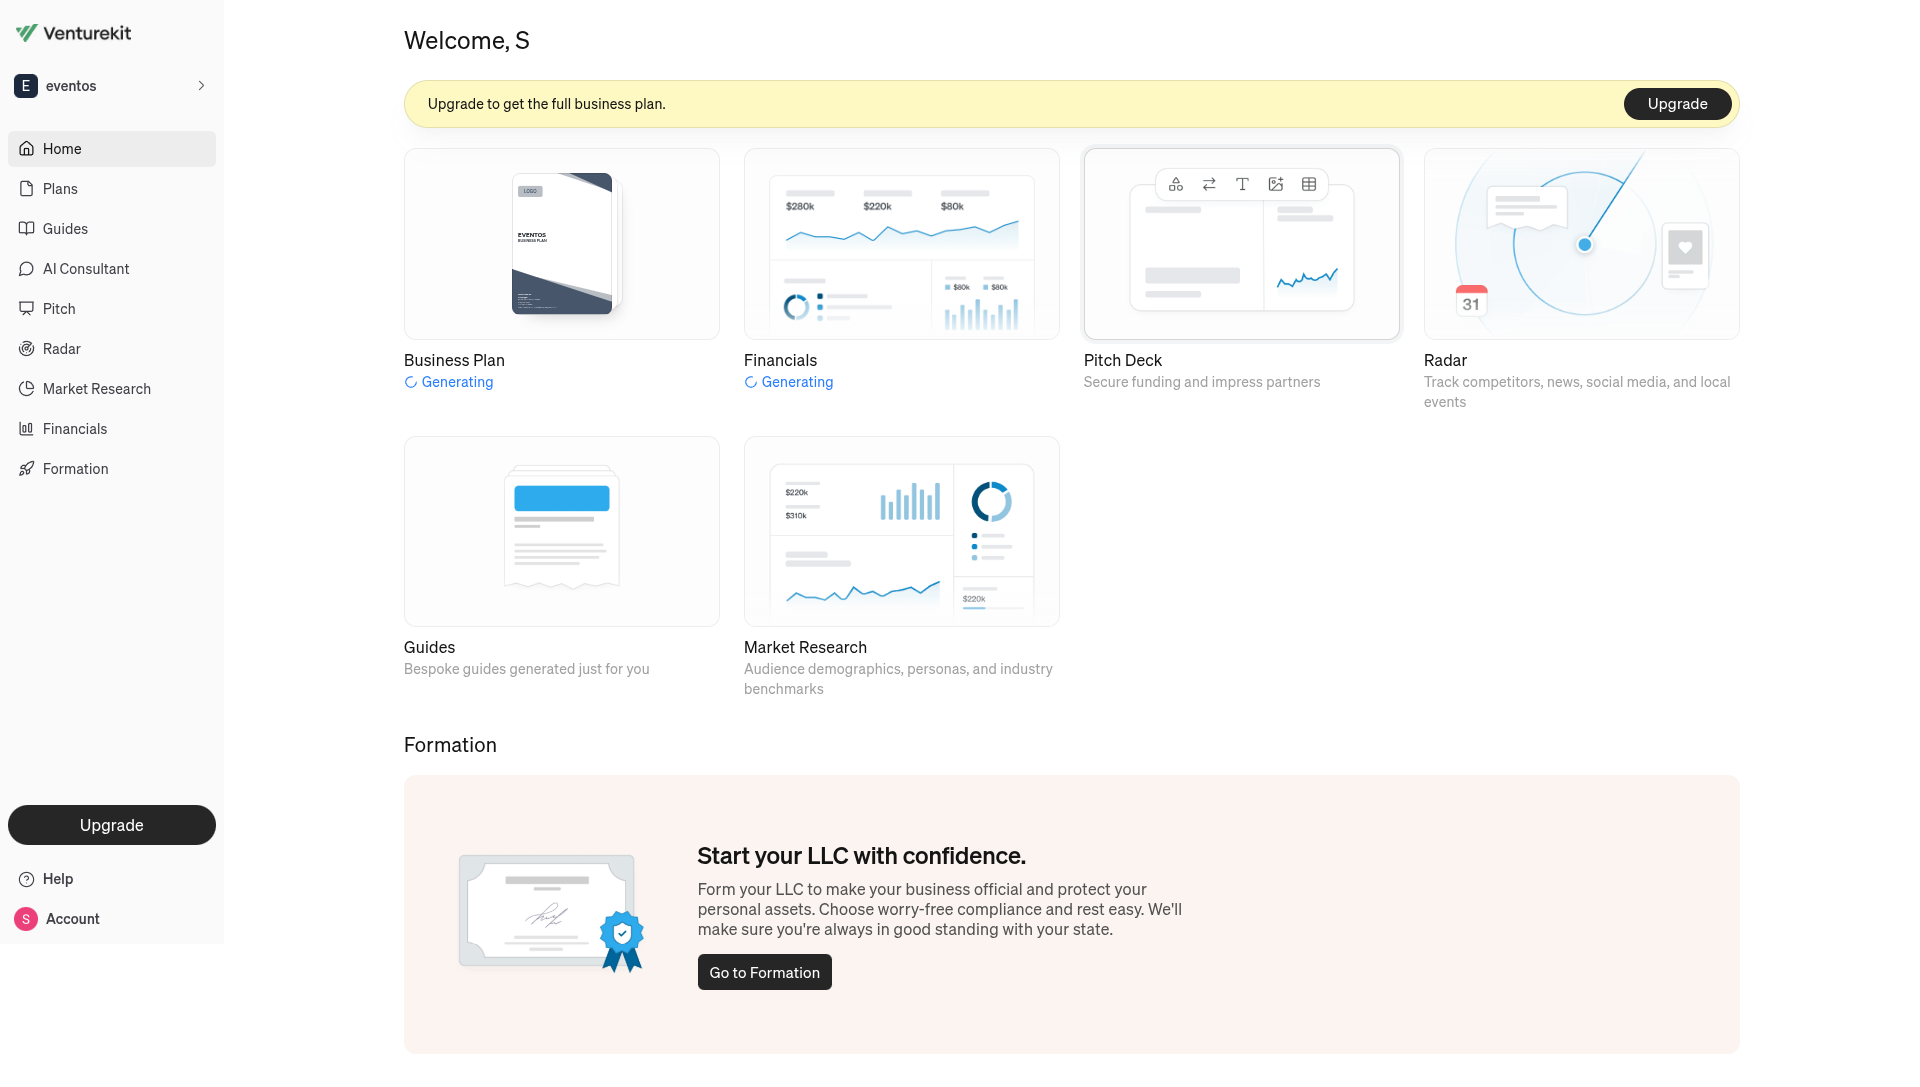 Venturekit
E eventos
Home
Plans
Guides
AI Consultant
Pitch
Radar
Market Research
Financials
Formation
Upgrade
Help
S Account
Welcome, S
Upgrade to get the full business plan.
Upgrade
LOGO
EVENTOS
BUSINESS PLAN
Business Plan
Generating
$280k $220k $80k
$80k $80k
Financials
Generating
Pitch Deck
Secure funding and impress partners
31
Radar
Track competitors, news, social media, and local
events
Guides
Bespoke guides generated just for you
$220k
$310k
$220k
Market Research
Audience demographics, personas, and industry
benchmarks
Formation
Start your LLC with confidence.
Form your LLC to make your business official and protect your
personal assets. Choose worry-free compliance and rest easy. We'll
make sure you're always in good standing with your state.
Go to Formation